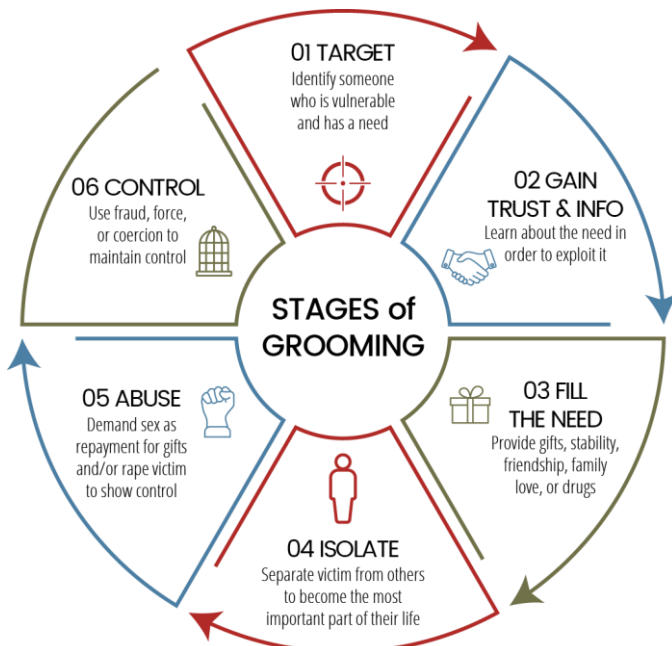 01 TARGET
Identify someone
who is vulnerable
and has a need
02 GAIN
TRUST & INFO
Learn about the need in
order to exploit it
03 FILL
THE NEED
Provide gifts, stability,
friendship, family
love, or drugs
04 ISOLATE
Separate victim from others
to become the most
important part of their life
05 ABUSE
Demand sex as
repayment for gifts
and/or rape victim
to show control
06 CONTROL
Use fraud, force,
or coercion to
maintain control
STAGES of
GROOMING